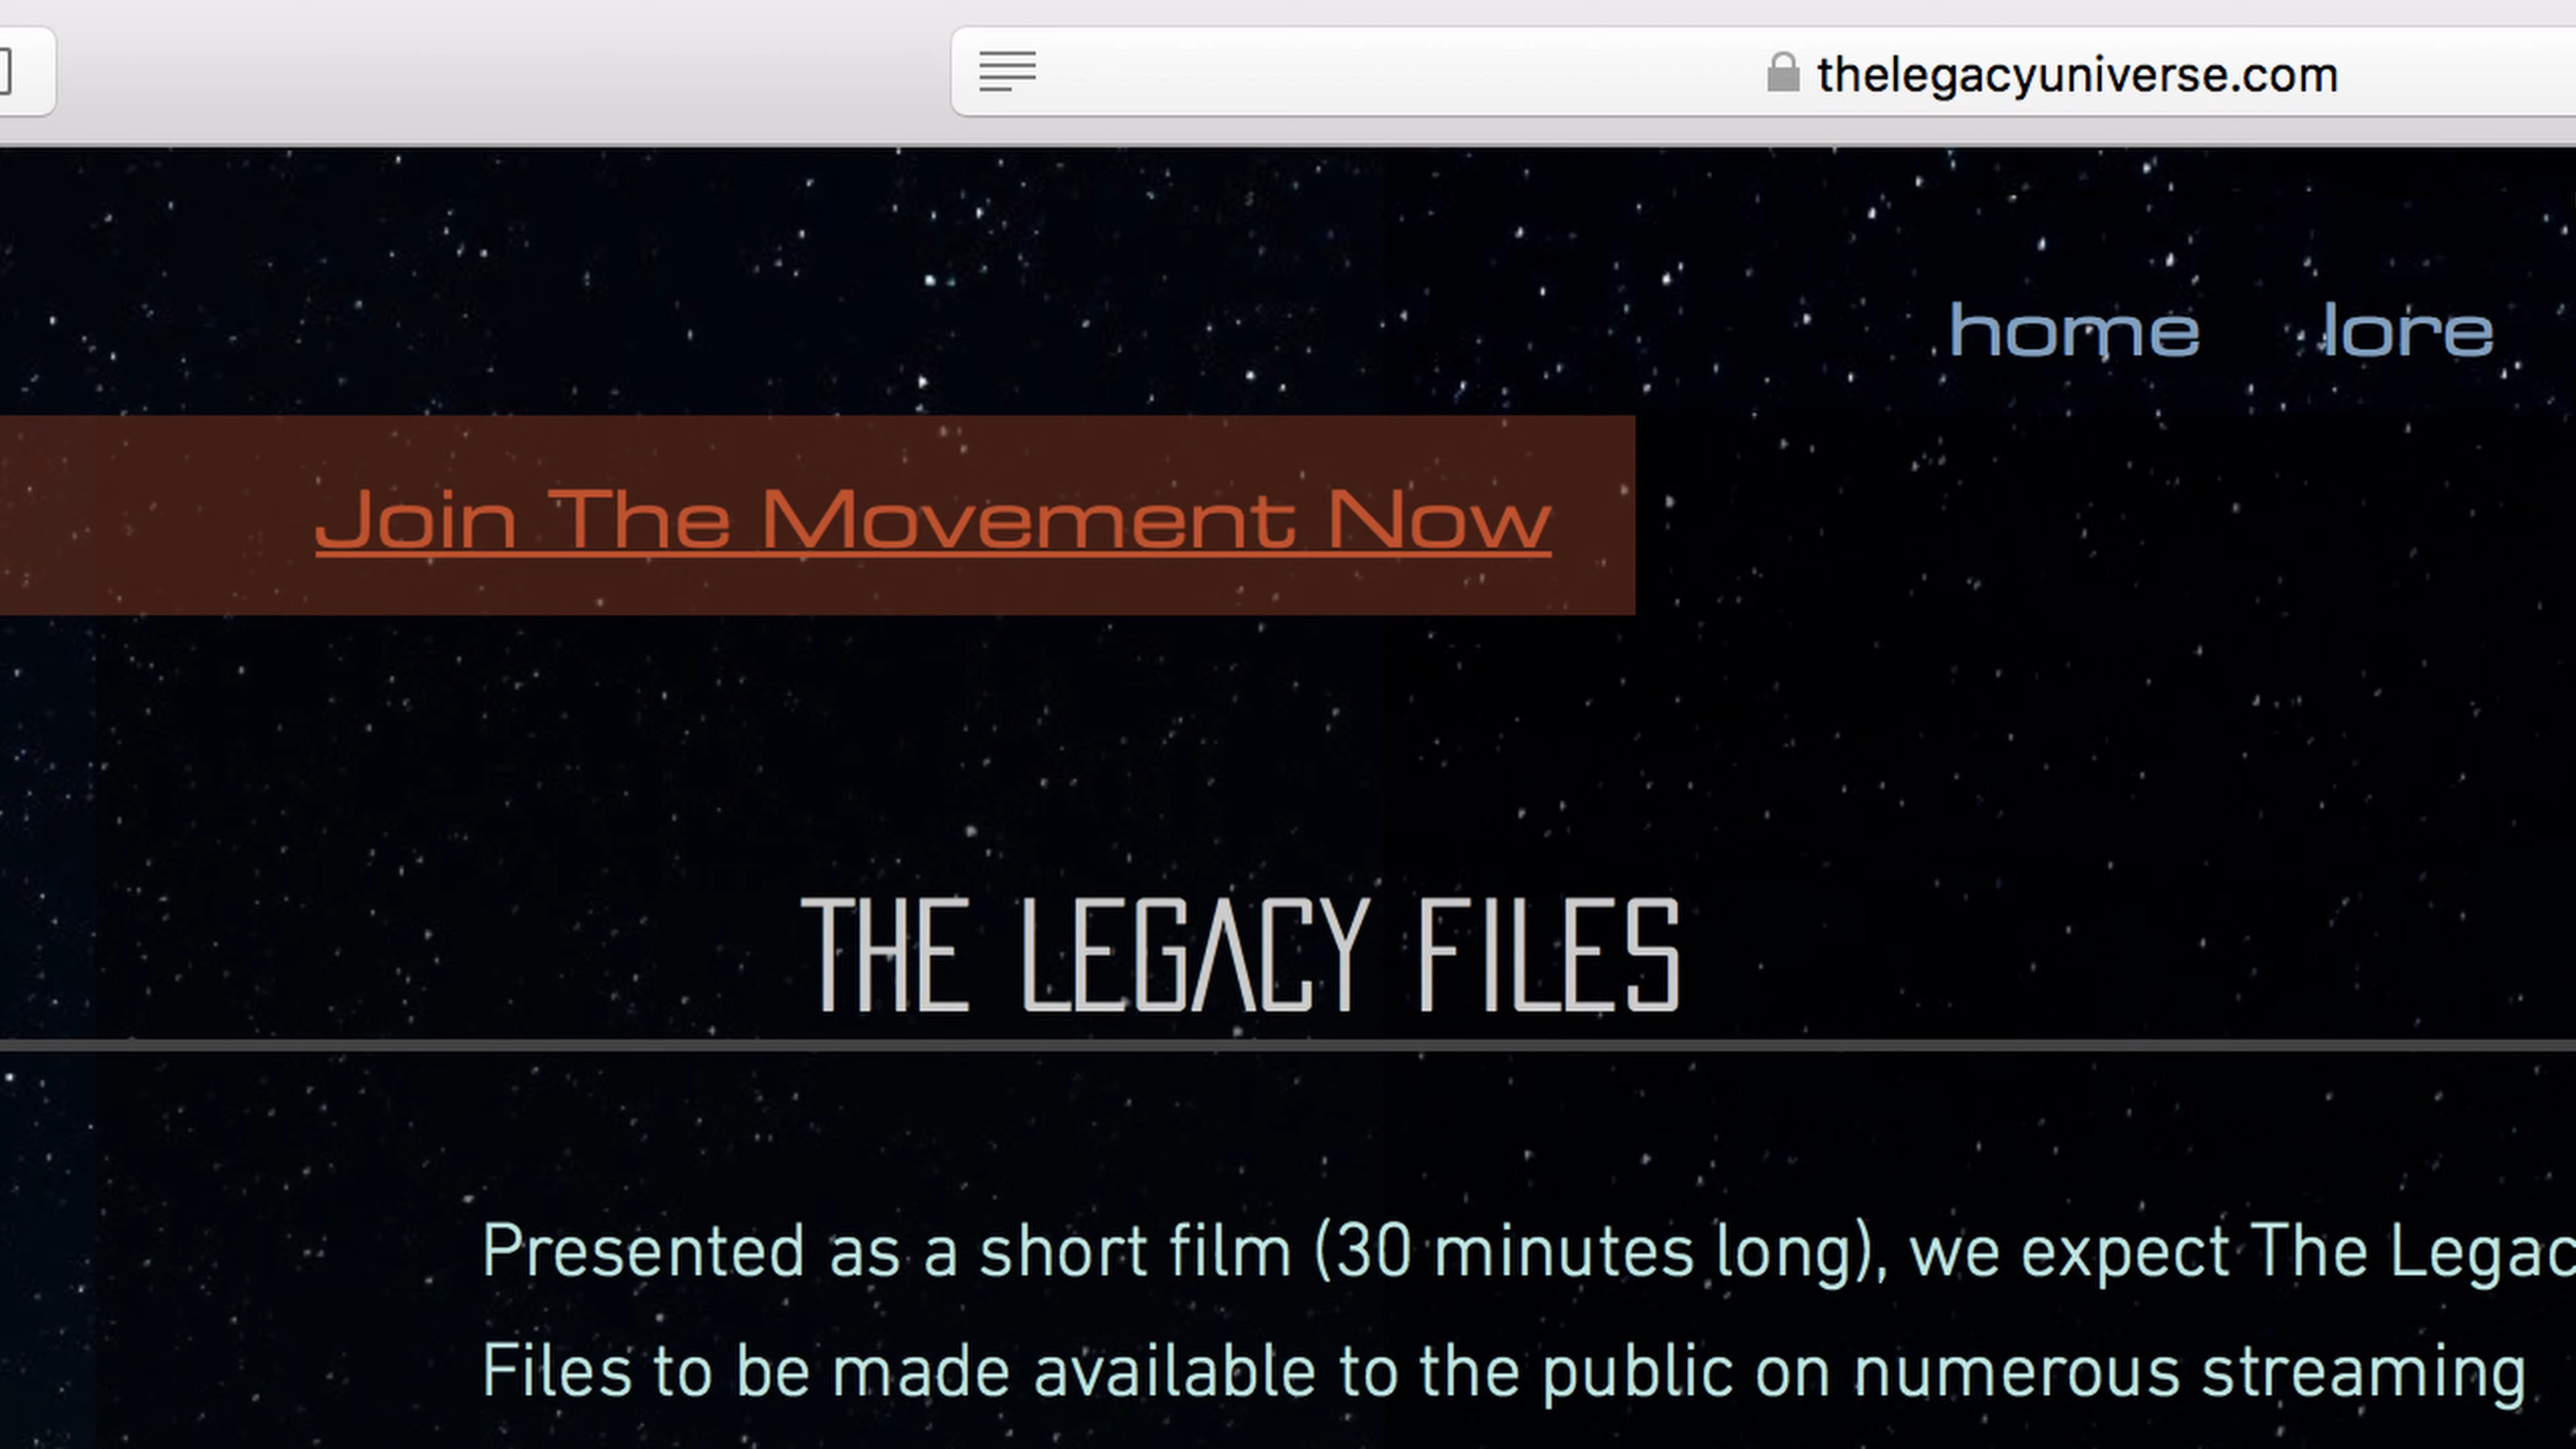 thelegacyuniverse.com
home lore
Join The Movement Now
THE LEGACY FILES
Presented as a short film (30 minutes long), we expect The Legac
Files to be made available to the public on numerous streaming